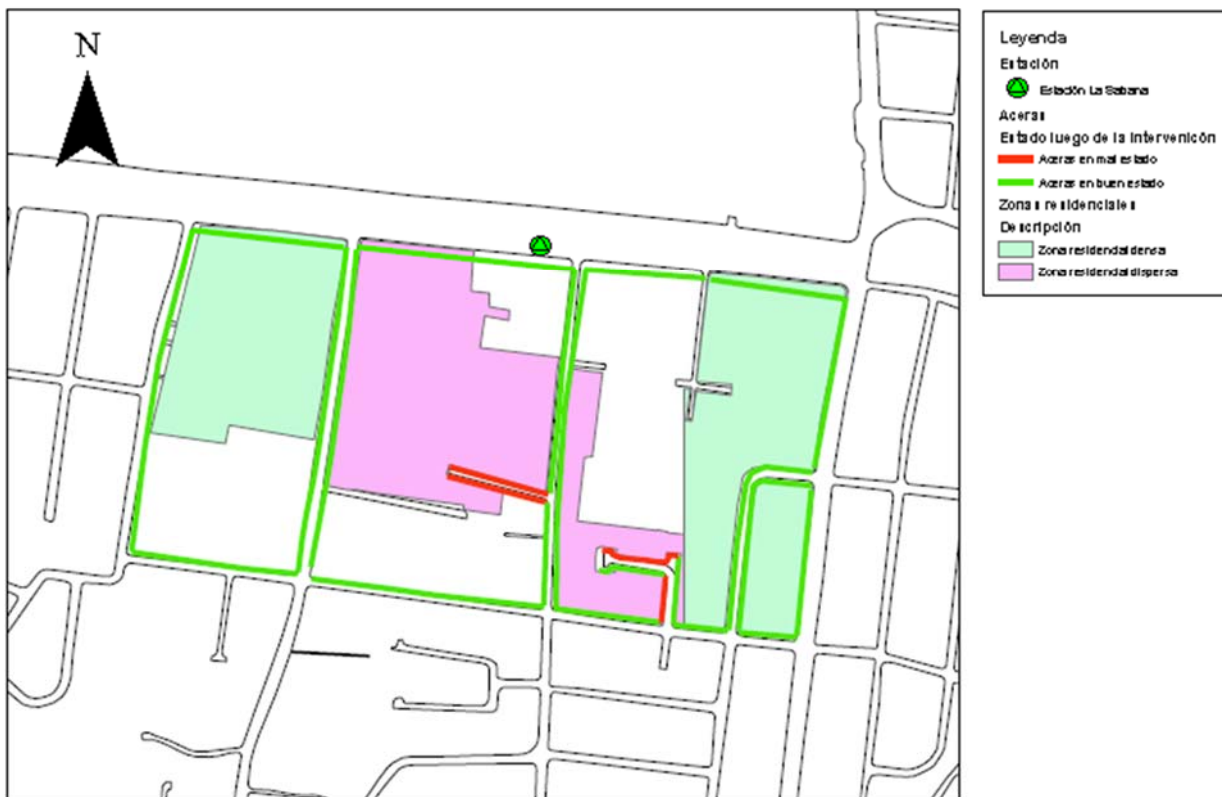 N
Leyenda
Estación
Estación La Sabana
Aceras
Estado luego de la intervenicón
Aceras en mal estado
Aceras en buen estado
Zonas residenciales
Descripción
Zona residencial densa
Zona residencial dispersa